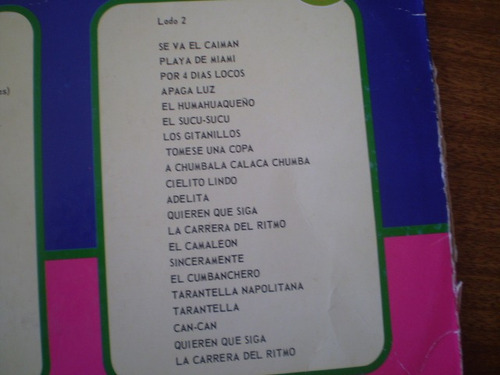 Lado 2
SE VA EL CAIMAN
PLAYA DE MIAMI
POR 4 DIAS LOCOS
APAGA LUZ
EL HUMAHUAQUEÑO
EL SUCU-SUCU
LOS GITANILLOS
TOMESE UNA COPA
A CHUMBALA CALACA CHUMBA
CIELITO LINDO
ADELITA
QUIEREN QUE SIGA
LA CARRERA DEL RITMO
EL CAMALEON
SINCERAMENTE
EL CUMBANCHERO
TARANTELLA NAPOLITANA
TARANTELLA
CAN-CAN
QUIEREN QUE SIGA
LA CARRERA DEL RITMO